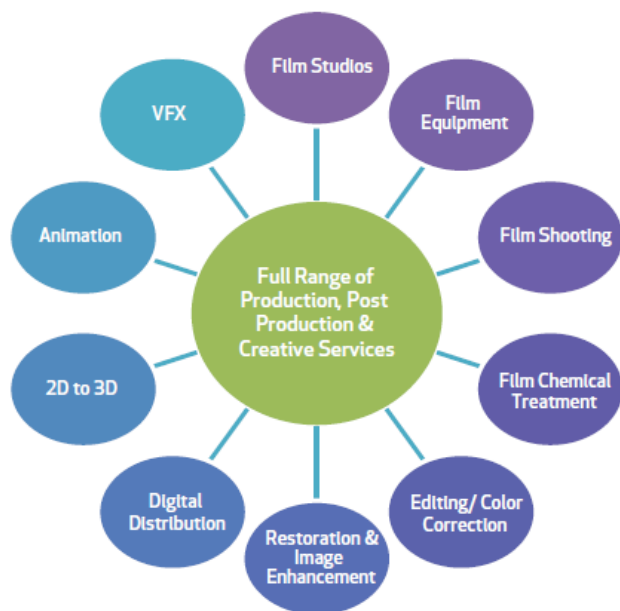 Film Studios
Film
Equipment
Film Shooting
Film Chemical
Treatment
Editing/ Color
Correction
Restoration &
Image
Enhancement
Digital
Distribution
2D to 3D
Animation
VFX
Full Range of
Production, Post
Production &
Creative Services